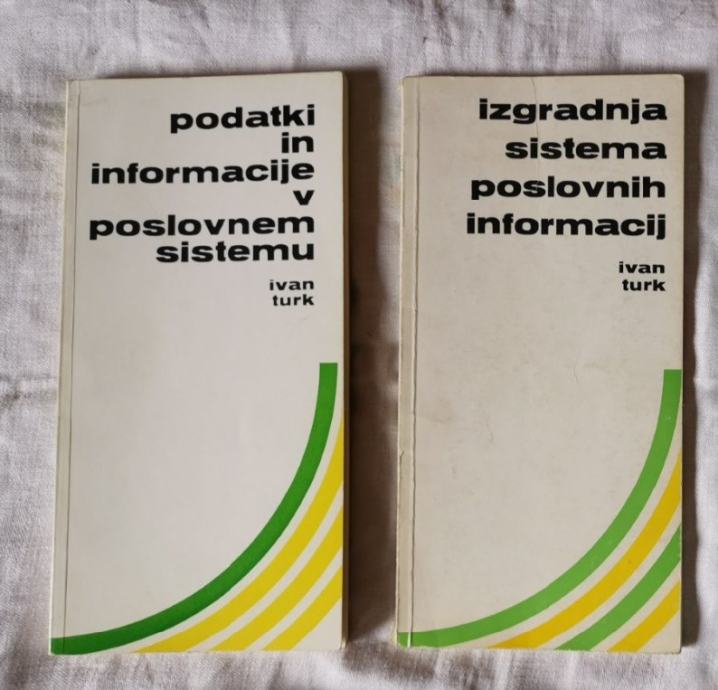 podatki
in
informacije
v
poslovnem
sistemu
ivan
turk
izgradnja
sistema
poslovnih
informacij
ivan
turk